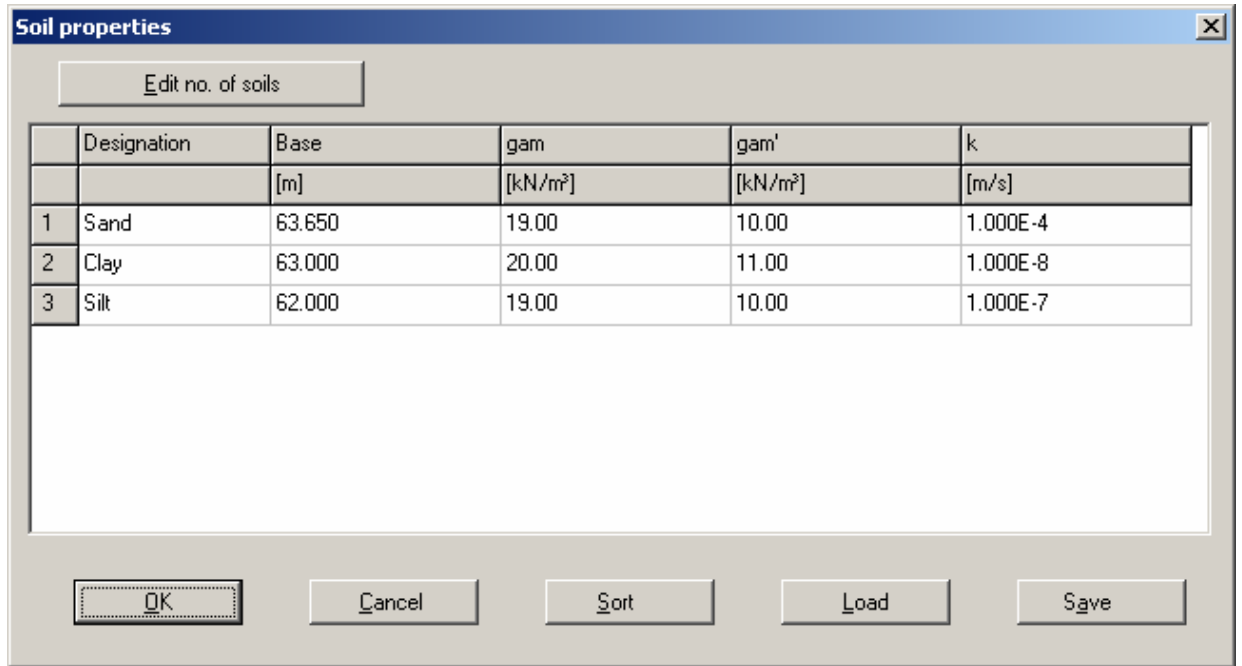 Soil properties
Edit no. of soils
Designation Base gam gam' k
[m] [kN/m³] [kN/m³] [m/s]
1 Sand 63.650 19.00 10.00 1.000E-4
2 Clay 63.000 20.00 11.00 1.000E-8
3 Silt 62.000 19.00 10.00 1.000E-7
OK Cancel Sort Load Save